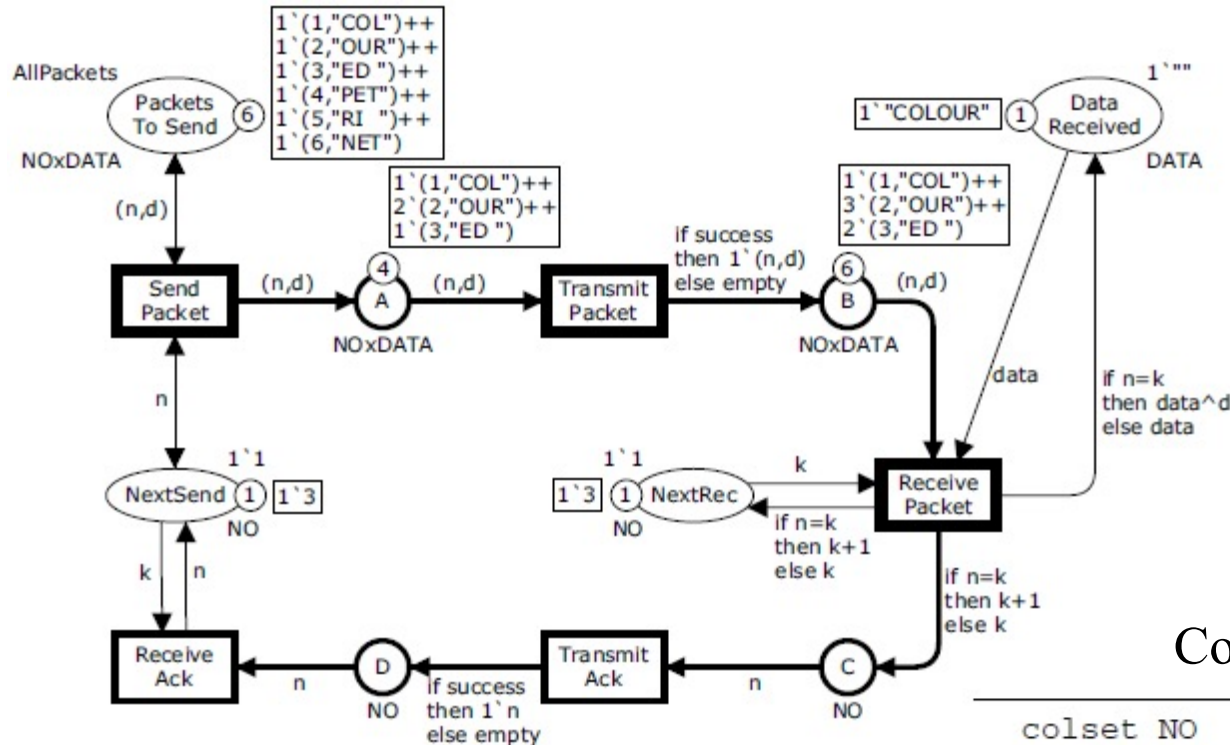 AllPackets
Packets
To Send
6
NOxDATA
1`(1,"COL")++
1`(2,"OUR")++
1`(3,"ED ")++
1`(4,"PET")++
1`(5,"RI  ")++
1`(6,"NET")
1`""
1`"COLOUR"
1
Data
Received
DATA
(n,d)
1`(1,"COL")++
2`(2,"OUR")++
1`(3,"ED ")
1`(1,"COL")++
3`(2,"OUR")++
2`(3,"ED ")
Send
Packet
(n,d)
4
A
NOxDATA
(n,d)
Transmit
Packet
if success
then 1`(n,d)
else empty
6
B
NOxDATA
(n,d)
data
if n=k
then data^d
else data
n
1`1
NextSend
1
1`3
NO
1`1
1`3
1
NextRec
NO
k
if n=k
then k+1
else k
Receive
Packet
k
n
if n=k
then k+1
else k
Receive
Ack
n
D
NO
if success
then 1`n
else empty
Transmit
Ack
n
C
NO
Co
colset NO